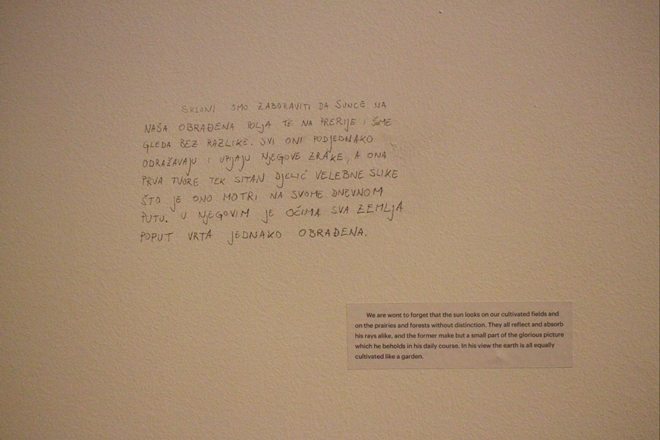 SKLONI SMO ZABORAVITI DA SUNCE NA
NAŠA OBRAĐENA POLJA TE NA PRERIJE I ŠUME
GLEDA BEZ RAZLIKE. SVI ONI PODJEDNAKO
ODRAŽAVAJU I UPIJAJU NJEGOVE ZRAKE, A ONA
PRVA TVORE TEK SITAN DJELIĆ VELEBNE SLIKE
ŠTO JE ONO MOTRI NA SVOME DNEVNOM
PUTU. U NJEGOVIM JE OČIMA SVA ZEMLJA
POPUT VRTA JEDNAKO OBRAĐENA.
We are wont to forget that the sun looks on our cultivated fields and
on the prairies and forests without distinction. They all reflect and absorb
his rays alike, and the former make but a small part of the glorious picture
which he beholds in his daily course. In his view the earth is all equally
cultivated like a garden.